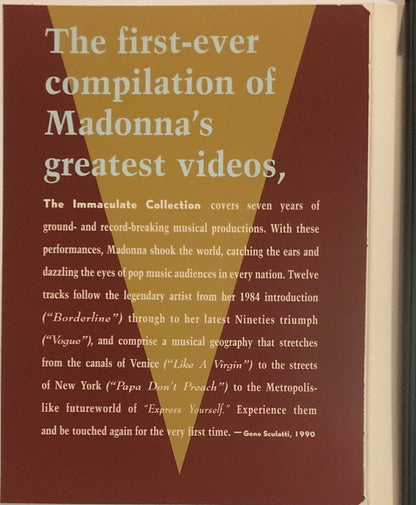 The first-ever
compilation of
Madonna's
greatest videos,
The Immaculate Collection covers seven years of
ground- and record-breaking musical productions. With these
performances, Madonna shook the world, catching the ears and
dazzling the eyes of pop music audiences in every nation. Twelve
tracks follow the legendary artist from her 1984 introduction
("Borderline") through to her latest Nineties triumph
("Vogue"), and comprise a musical geography that stretches
from the canals of Venice ("Like A Virgin") to the streets
of New York ("Papa Don't Preach") to the Metropolis-
like futureworld of "Express Yourself." Experience them
and be touched again for the very first time. — Gene Sculatti, 1990